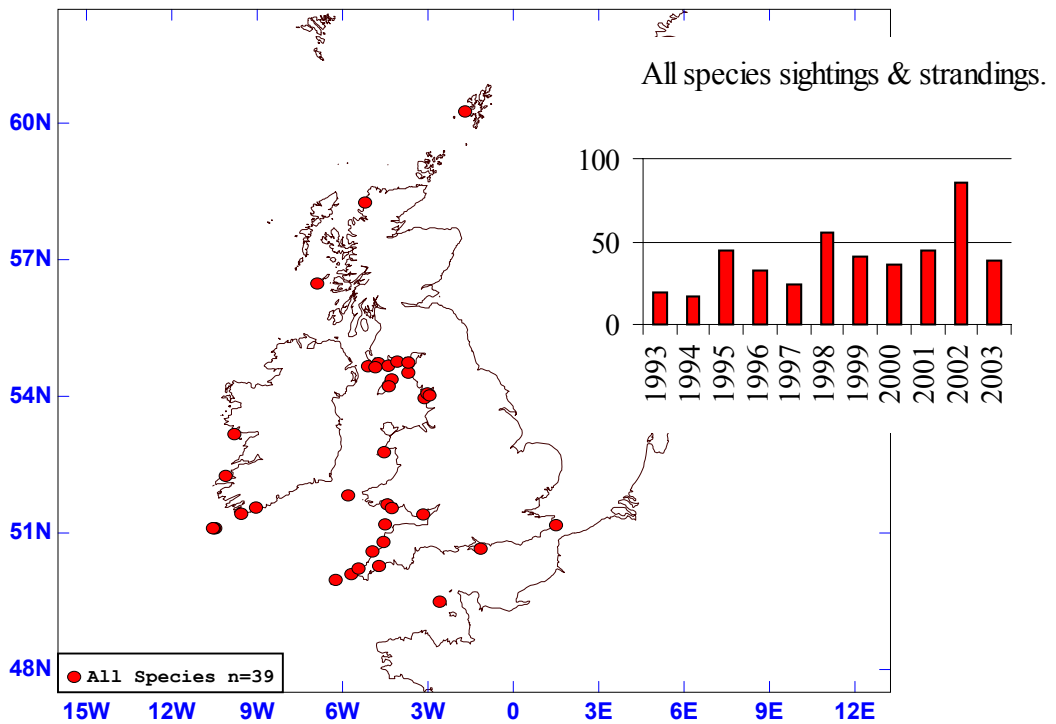 All species sightings & strandings.
60N
57N
54N
51N
48N
100
50
0
1993
1994
1995
1996
1997
1998
1999
2000
2001
2002
2003
All Species n=39
15W 12W 9W 6W 3W 0 3E 6E 9E 12E